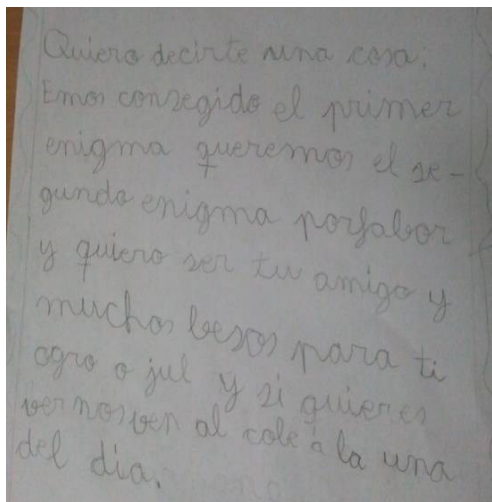 Quiero decirte una cosa.
Emos consegido el primer
enigma queremos el se-
gundo enigma porfabor
y quiero ser tu amigo y
muchos besos para ti
ogro o jul y si quieres
vernos ven al cole a la una
del dia.